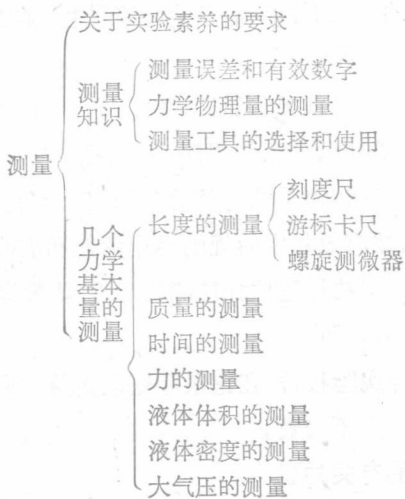 关于实验素养的要求
测量误差和有效数字
测量
知识
力学物理量的测量
测量工具的选择和使用
测量
刻度尺
几个
力学
基本
量的
测量
长度的测量
游标卡尺
螺旋测微器
质量的测量
时间的测量
力的测量
液体体积的测量
液体密度的测量
大气压的测量